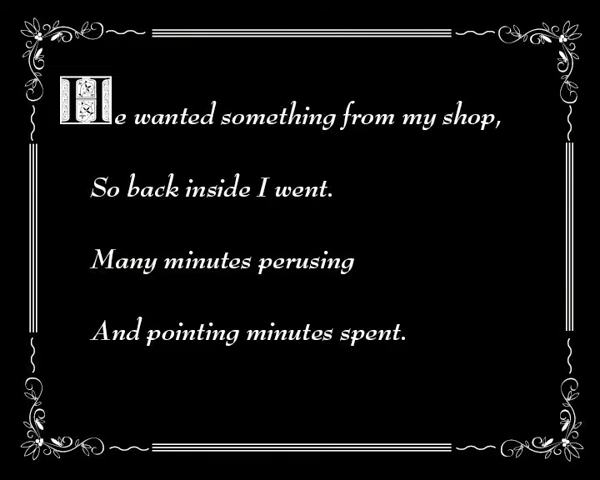 He wanted something from my shop,
So back inside I went.
Many minutes perusing
And pointing minutes spent.